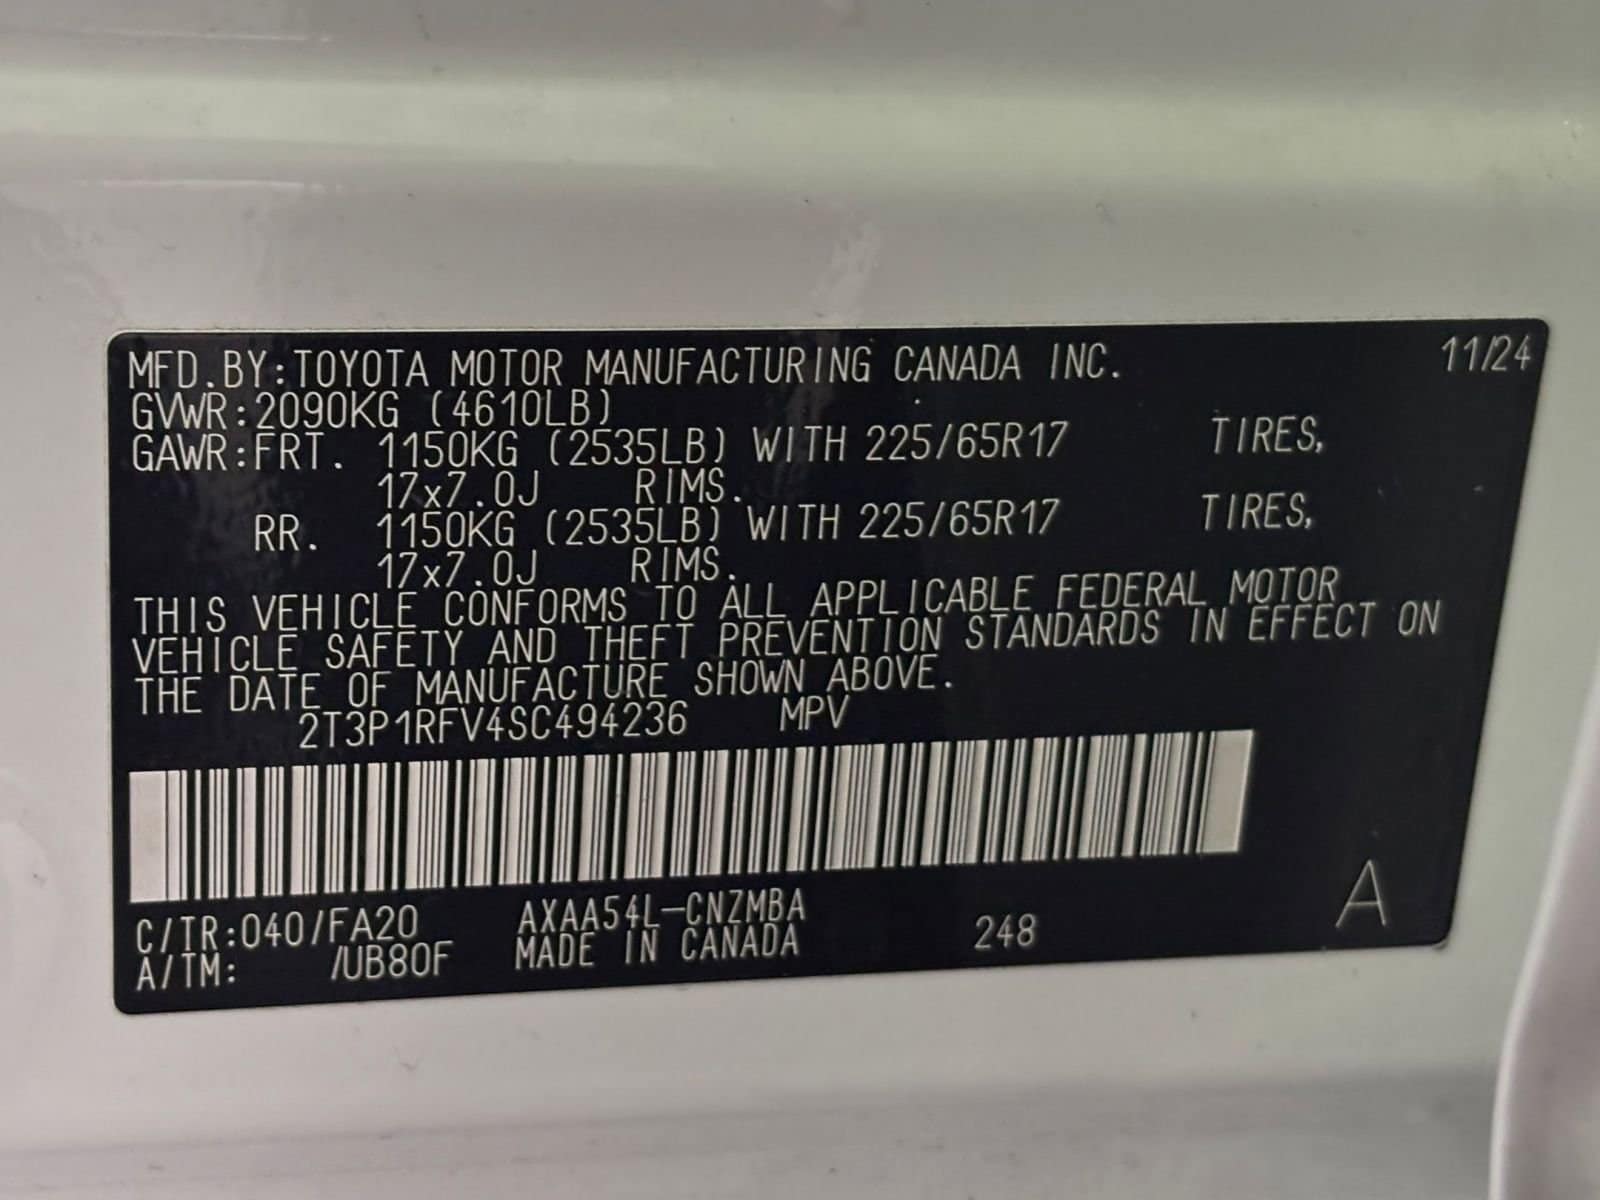 MFD.BY:TOYOTA MOTOR MANUFACTURING CANADA INC. 11/24
GVWR:2090KG (4610LB)
GAWR:FRT. 1150KG (2535LB) WITH 225/65R17 TIRES,
17x7.0J RIMS.
RR. 1150KG (2535LB) WITH 225/65R17 TIRES,
17x7.0J RIMS.
THIS VEHICLE CONFORMS TO ALL APPLICABLE FEDERAL MOTOR
VEHICLE SAFETY AND THEFT PREVENTION STANDARDS IN EFFECT ON
THE DATE OF MANUFACTURE SHOWN ABOVE.
2T3P1RFV4SC494236 MPV
C/TR:040/FA20 AXAA54L-CNZMBA
A/TM: /UB80F MADE IN CANADA 248 A